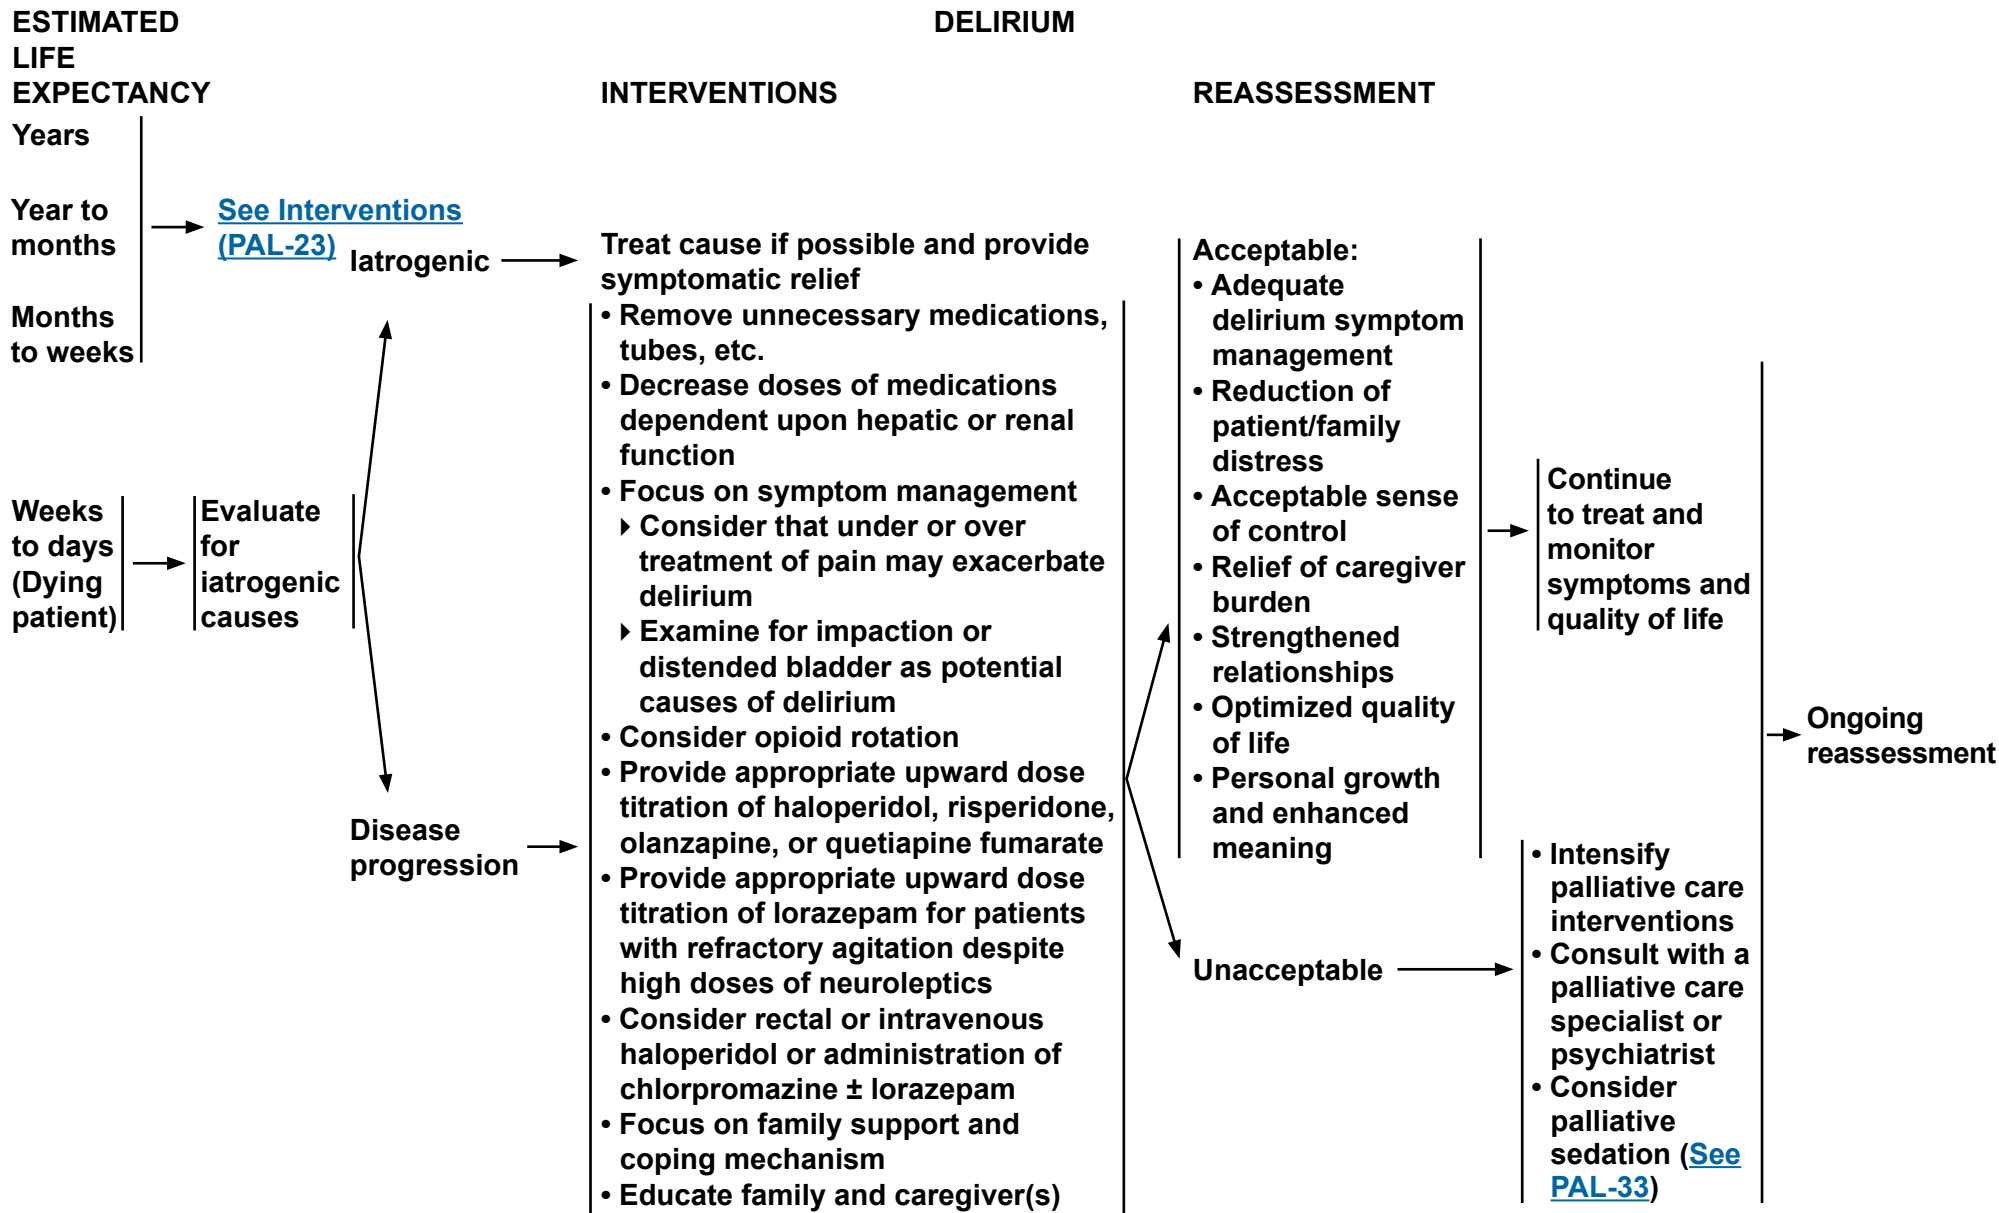 ESTIMATED
LIFE
EXPECTANCY
DELIRIUM
INTERVENTIONS
REASSESSMENT
Years
Year to
months
Months
to weeks
See Interventions
(PAL-23)
Weeks
to days
(Dying
patient)
Evaluate
for
iatrogenic
causes
Iatrogenic
Disease
progression
Treat cause if possible and provide
symptomatic relief
• Remove unnecessary medications,
tubes, etc.
• Decrease doses of medications
dependent upon hepatic or renal
function
• Focus on symptom management
▸ Consider that under or over
treatment of pain may exacerbate
delirium
▸ Examine for impaction or
distended bladder as potential
causes of delirium
• Consider opioid rotation
• Provide appropriate upward dose
titration of haloperidol, risperidone,
olanzapine, or quetiapine fumarate
• Provide appropriate upward dose
titration of lorazepam for patients
with refractory agitation despite
high doses of neuroleptics
• Consider rectal or intravenous
haloperidol or administration of
chlorpromazine ± lorazepam
• Focus on family support and
coping mechanism
• Educate family and caregiver(s)
Acceptable:
• Adequate
delirium symptom
management
• Reduction of
patient/family
distress
• Acceptable sense
of control
• Relief of caregiver
burden
• Strengthened
relationships
• Optimized quality
of life
• Personal growth
and enhanced
meaning
Unacceptable
Continue
to treat and
monitor
symptoms and
quality of life
• Intensify
palliative care
interventions
• Consult with a
palliative care
specialist or
psychiatrist
• Consider
palliative
sedation (See
PAL-33)
Ongoing
reassessment